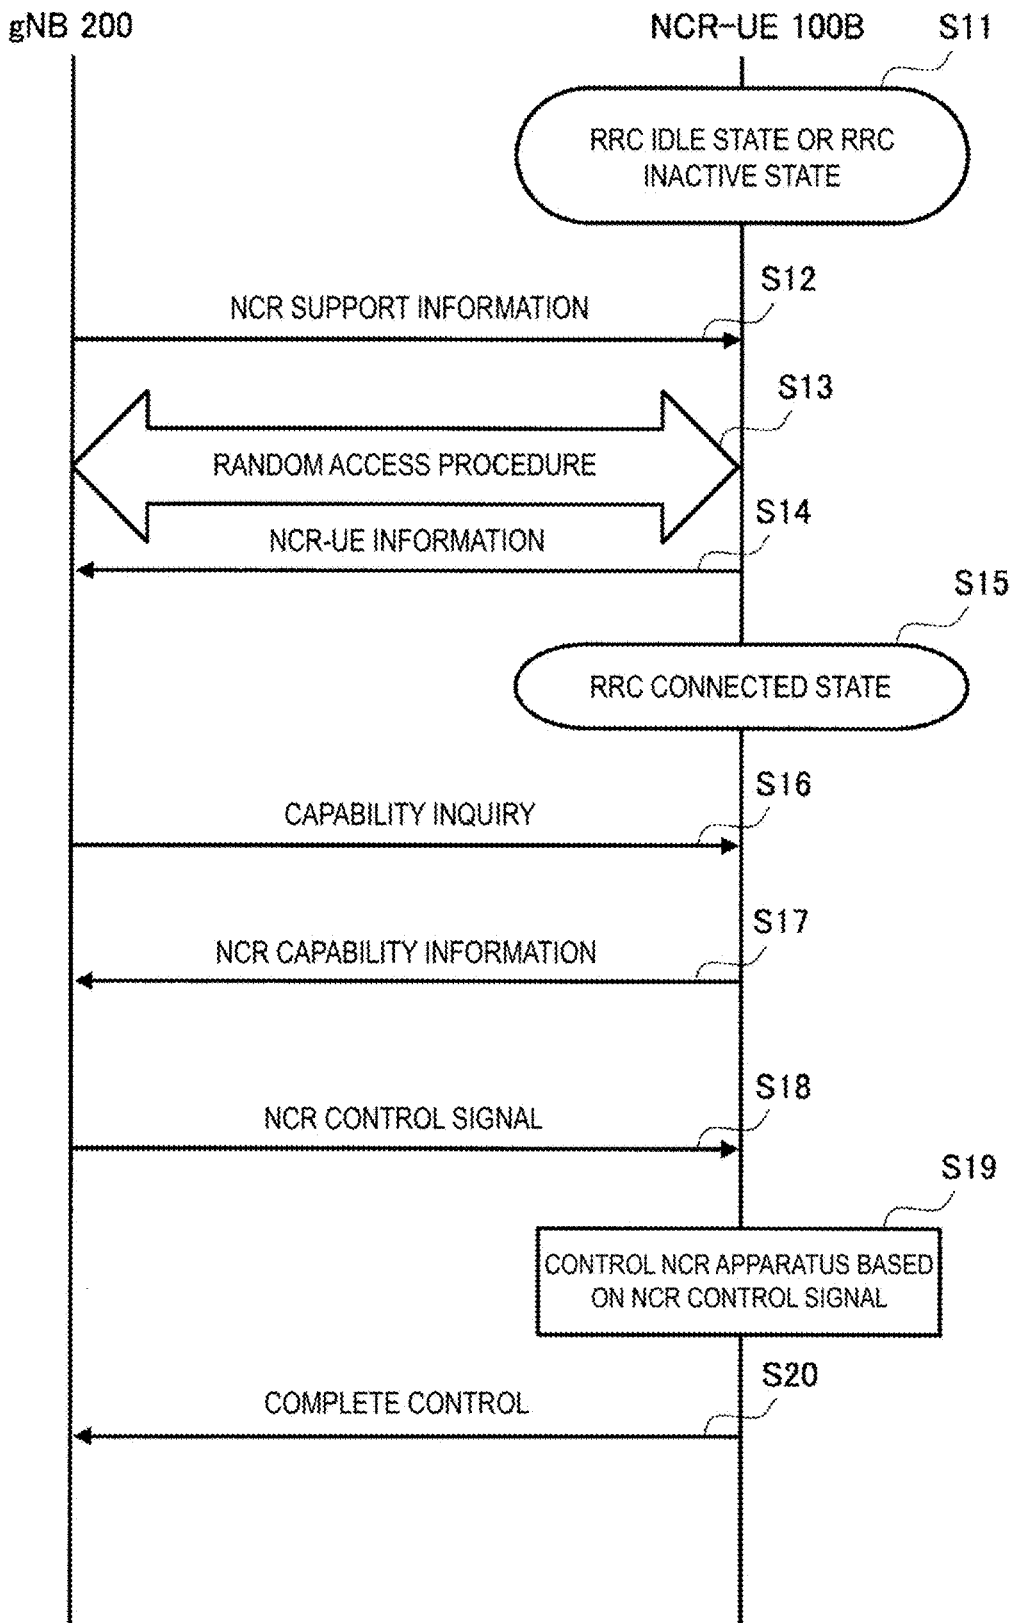 gNB 200
NCR-UE 100B
S11
RRC IDLE STATE OR RRC
INACTIVE STATE
S12
NCR SUPPORT INFORMATION
S13
RANDOM ACCESS PROCEDURE
S14
NCR-UE INFORMATION
S15
RRC CONNECTED STATE
S16
CAPABILITY INQUIRY
S17
NCR CAPABILITY INFORMATION
S18
NCR CONTROL SIGNAL
S19
CONTROL NCR APPARATUS BASED
ON NCR CONTROL SIGNAL
S20
COMPLETE CONTROL